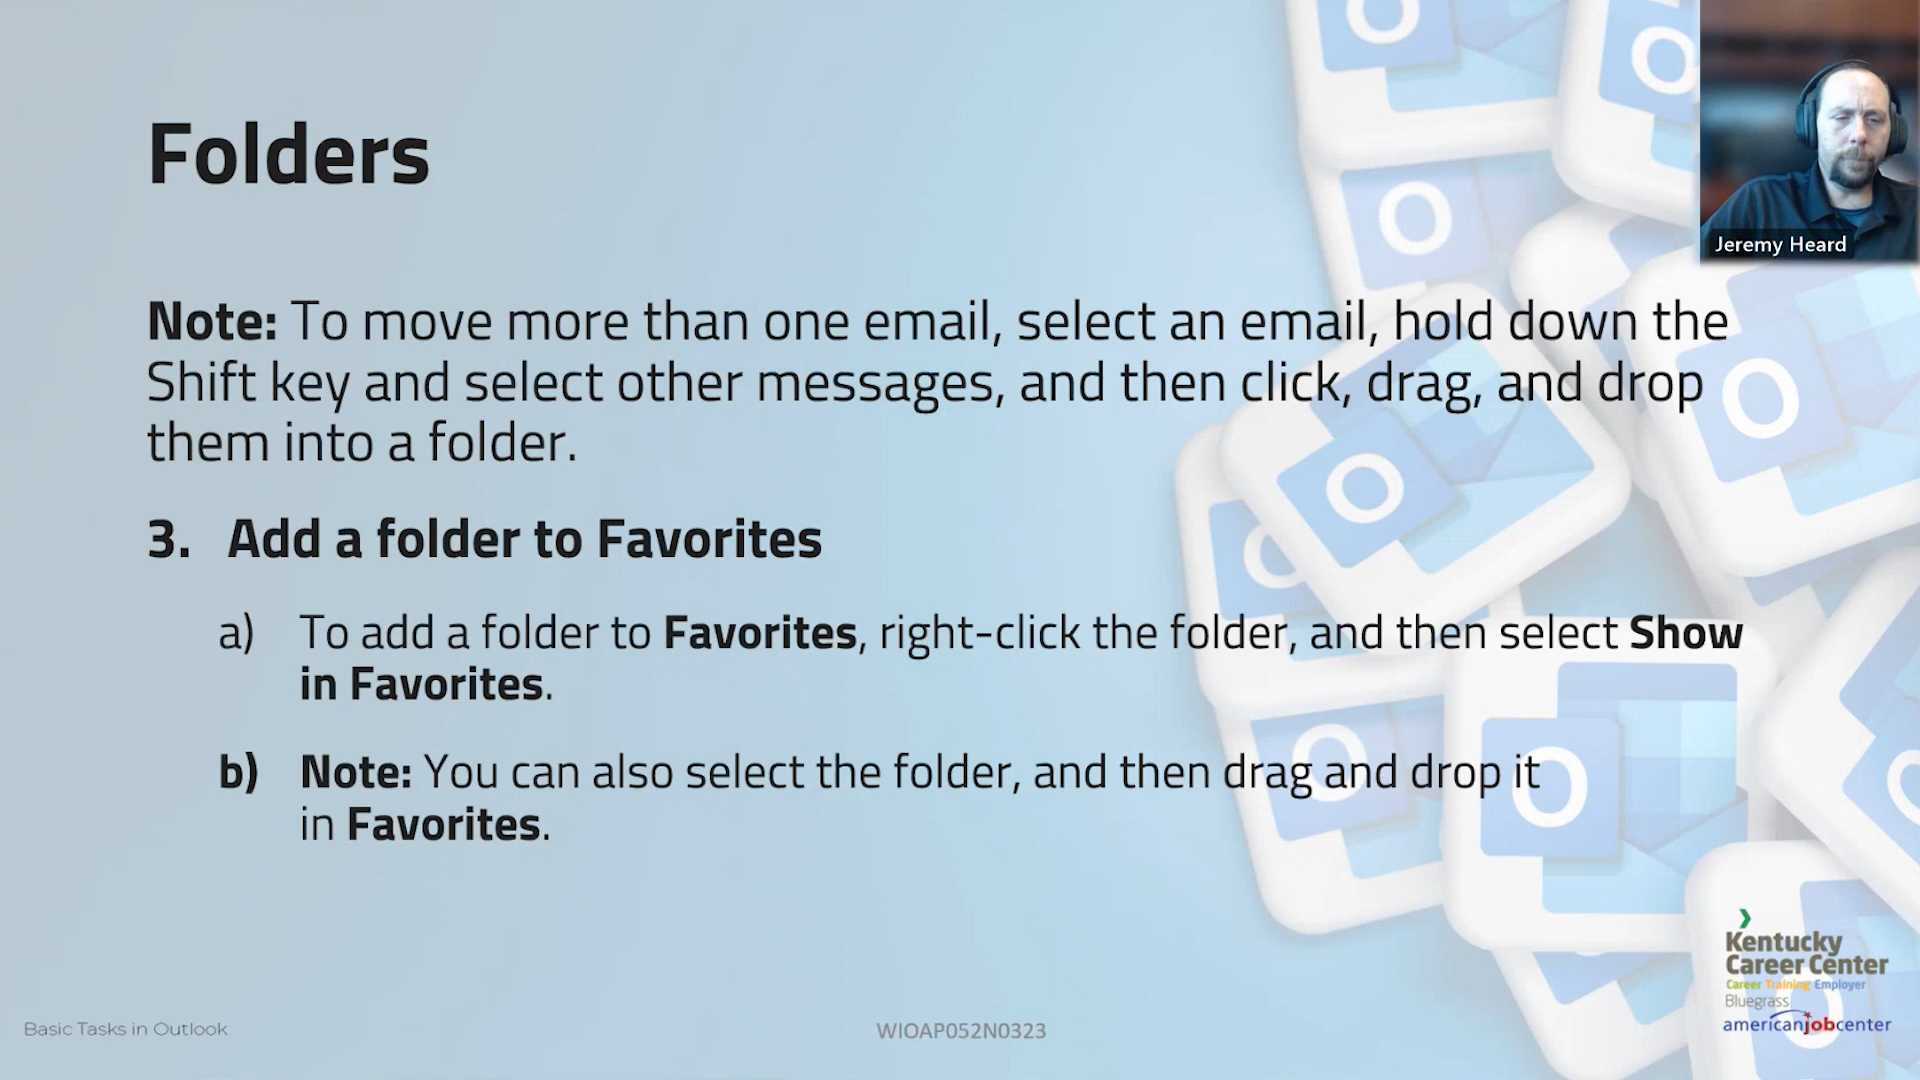 Folders
Jeremy Heard
Note: To move more than one email, select an email, hold down the
Shift key and select other messages, and then click, drag, and drop
them into a folder.
3. Add a folder to Favorites
a) To add a folder to Favorites, right-click the folder, and then select Show
in Favorites.
b) Note: You can also select the folder, and then drag and drop it
in Favorites.
Kentucky
Career Center
Career Training Employer
Bluegrass
americanjobcenter
Basic Tasks in Outlook
WIOAP052N0323